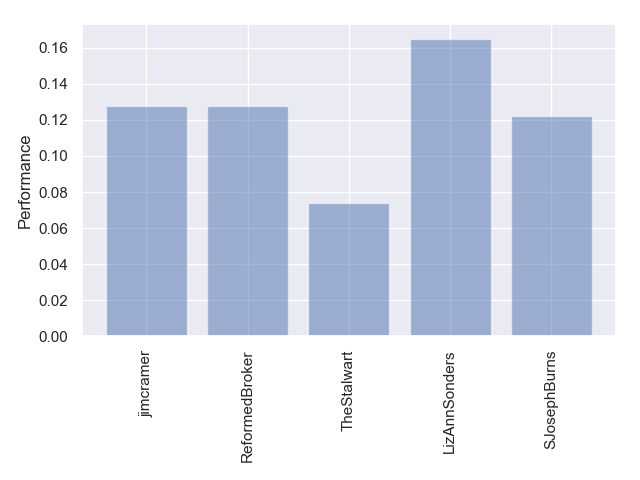 0.16
0.14
0.12
0.10
0.08
0.06
0.04
0.02
0.00
Performance
jimcramer
ReformedBroker
TheStalwart
LizAnnSonders
SJosephBurns